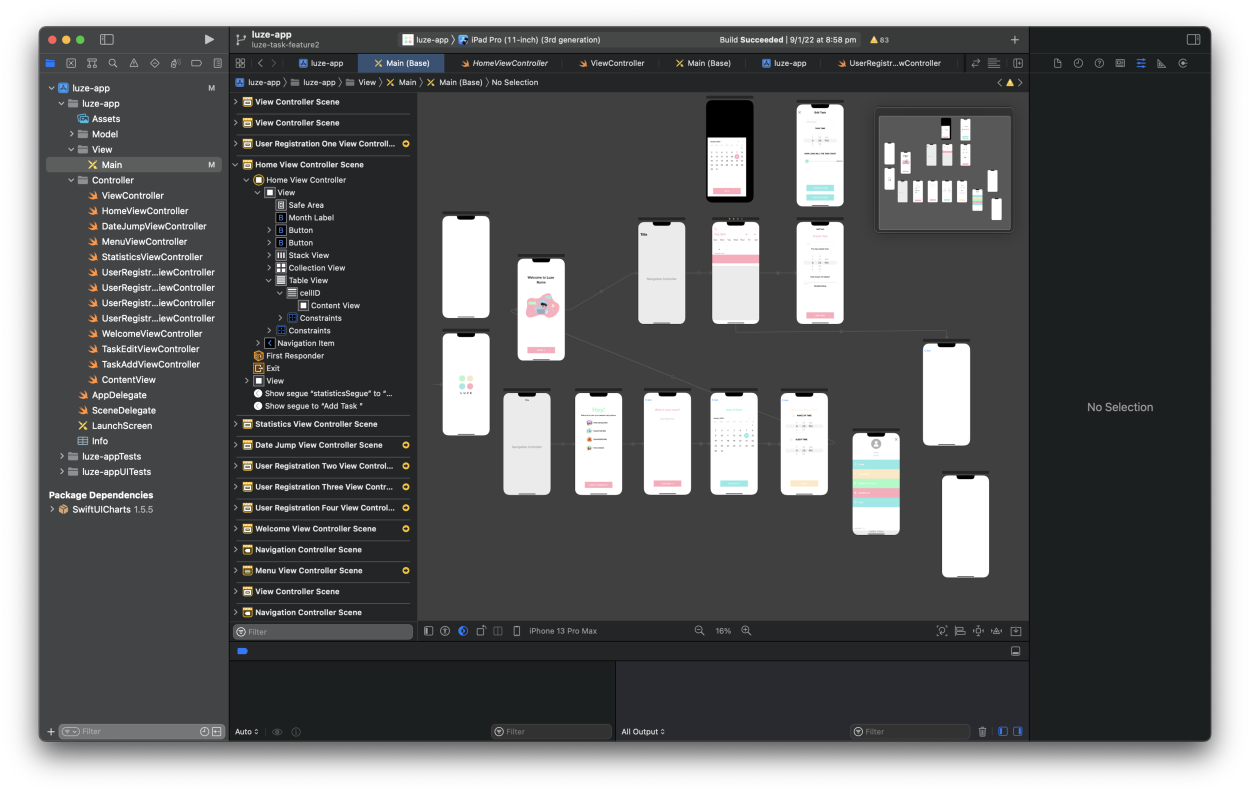 luze-app
luze-task-feature2
luze-app
iPad Pro (11-inch) (3rd generation)
Build Succeeded | 9/1/22 at 8:58 pm
83
luze-app
Main (Base)
HomeViewController
ViewController
Main (Base)
luze-app
UserRegistr...wController
luze-app
luze-app
View
Main
Main (Base)
No Selection
luze-app
M
luze-app
Assets
Model
View
Main
M
Controller
ViewController
HomeViewController
DateJumpViewController
MenuViewController
StatisticsViewController
UserRegistr...iewController
UserRegistr...iewController
UserRegistr...iewController
UserRegistr...iewController
WelcomeViewController
TaskEditViewController
TaskAddViewController
ContentView
AppDelegate
SceneDelegate
LaunchScreen
Info
luze-appTests
luze-appUITests
Package Dependencies
SwiftUICharts 1.5.5
Filter
View Controller Scene
View Controller Scene
User Registration One View Controll...
Home View Controller Scene
Home View Controller
View
Safe Area
B Month Label
B Button
B Button
Stack View
Collection View
Table View
cellID
Content View
Constraints
Constraints
Navigation Item
First Responder
Exit
View
Show segue “statisticsSegue” to “...
Show segue to “Add Task ”
Statistics View Controller Scene
Date Jump View Controller Scene
User Registration Two View Control...
User Registration Three View Contr...
User Registration Four View Control...
Welcome View Controller Scene
Navigation Controller Scene
Menu View Controller Scene
View Controller Scene
Navigation Controller Scene
Filter
Edit Task
Title
Navigation Controller
Welcome to Luze
Name
LUZE
Navigation Controller
Hey!
iPhone 13 Pro Max
16%
No Selection
Auto
Filter
All Output
Filter